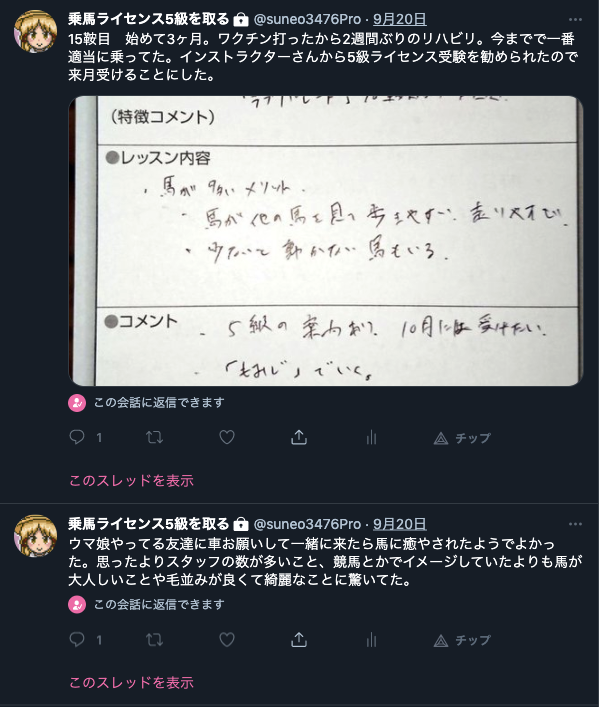 乗馬ライセンス5級を取る @suneo3476Pro · 9月20日
15鞍目 始めて3ヶ月。ワクチン打ったから2週間ぶりのリハビリ。今までで一番
適当に乗ってた。インストラクターさんから5級ライセンス受験を勧められたので
来月受けることにした。
(特徴コメント)
●レッスン内容
・馬が多いメリット.
・馬が他の馬を見て歩きやすい. 走りやすい.
・少ないと動かない馬もいる.
●コメント
・5級の案内あり. 10月には受けたい.
でいく。
この会話に返信できます
1 チップ
このスレッドを表示
乗馬ライセンス5級を取る @suneo3476Pro · 9月20日
ウマ娘やってる友達に車お願いして一緒に来たら馬に癒やされたようでよかっ
た。思ったよりスタッフの数が多いこと、競馬とかでイメージしていたよりも馬が
大人しいことや毛並みが良くて綺麗なことに驚いてた。
この会話に返信できます
1 チップ
このスレッドを表示